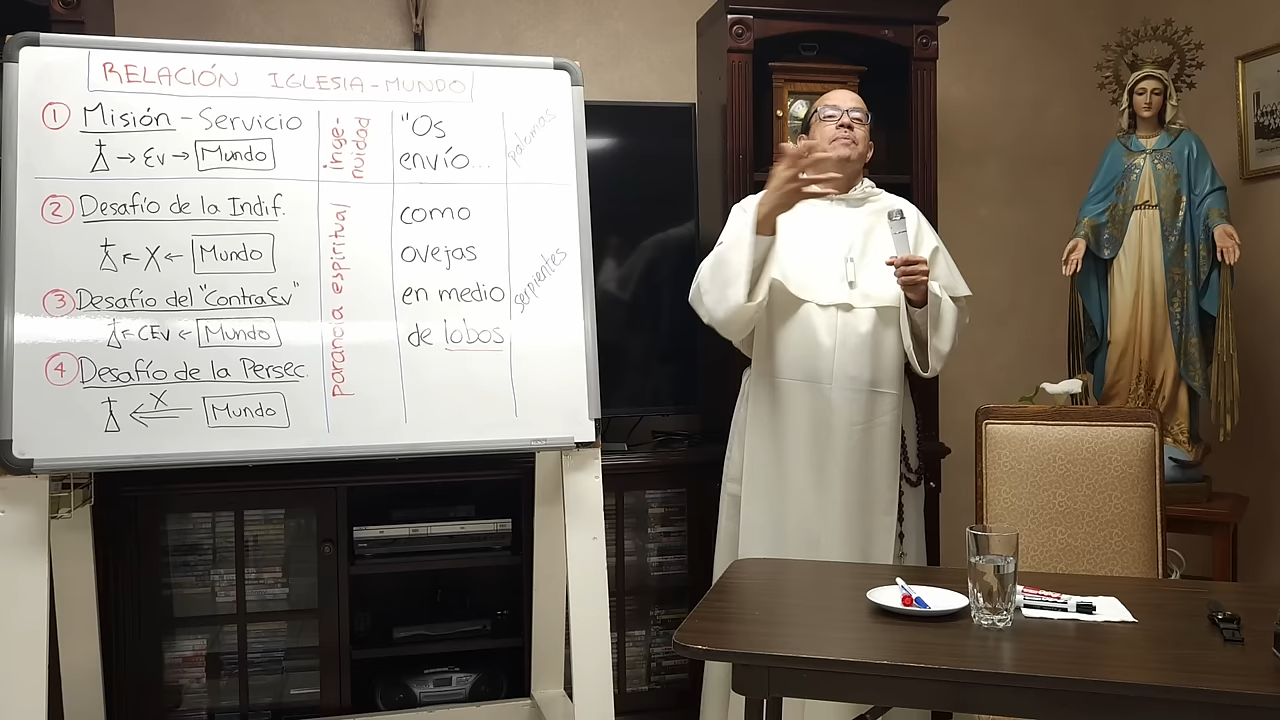 RELACIÓN IGLESIA-MUNDO
① Misión - Servicio
→ Ev → Mundo
② Desafío de la Indif.
← X ← Mundo
③ Desafío del "ContraEv"
← CEv ← Mundo
④ Desafío de la Persec.
X
Mundo
inge-
nuidad
paranoia espiritual
"Os
envío...
como
ovejas
en medio
de lobos
palomas
serpientes